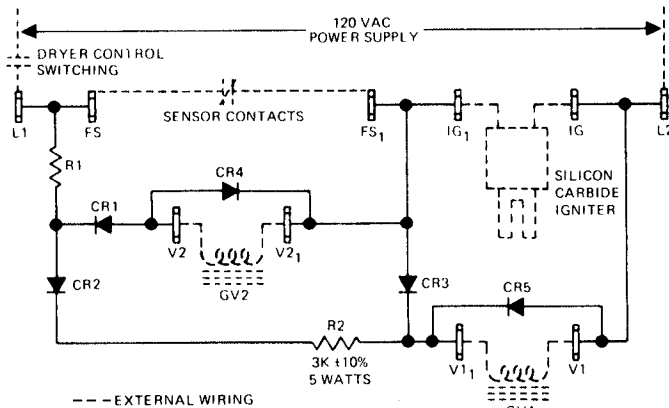 120 VAC
POWER SUPPLY
DRYER CONTROL
SWITCHING
SENSOR CONTACTS
L1
FS
FS1
IG1
IG
L2
R1
CR4
SILICON
CARBIDE
IGNITER
CR1
V2
V21
GV2
CR2
CR3
CR5
R2
3K ±10%
5 WATTS
V11
V1
---EXTERNAL WIRING